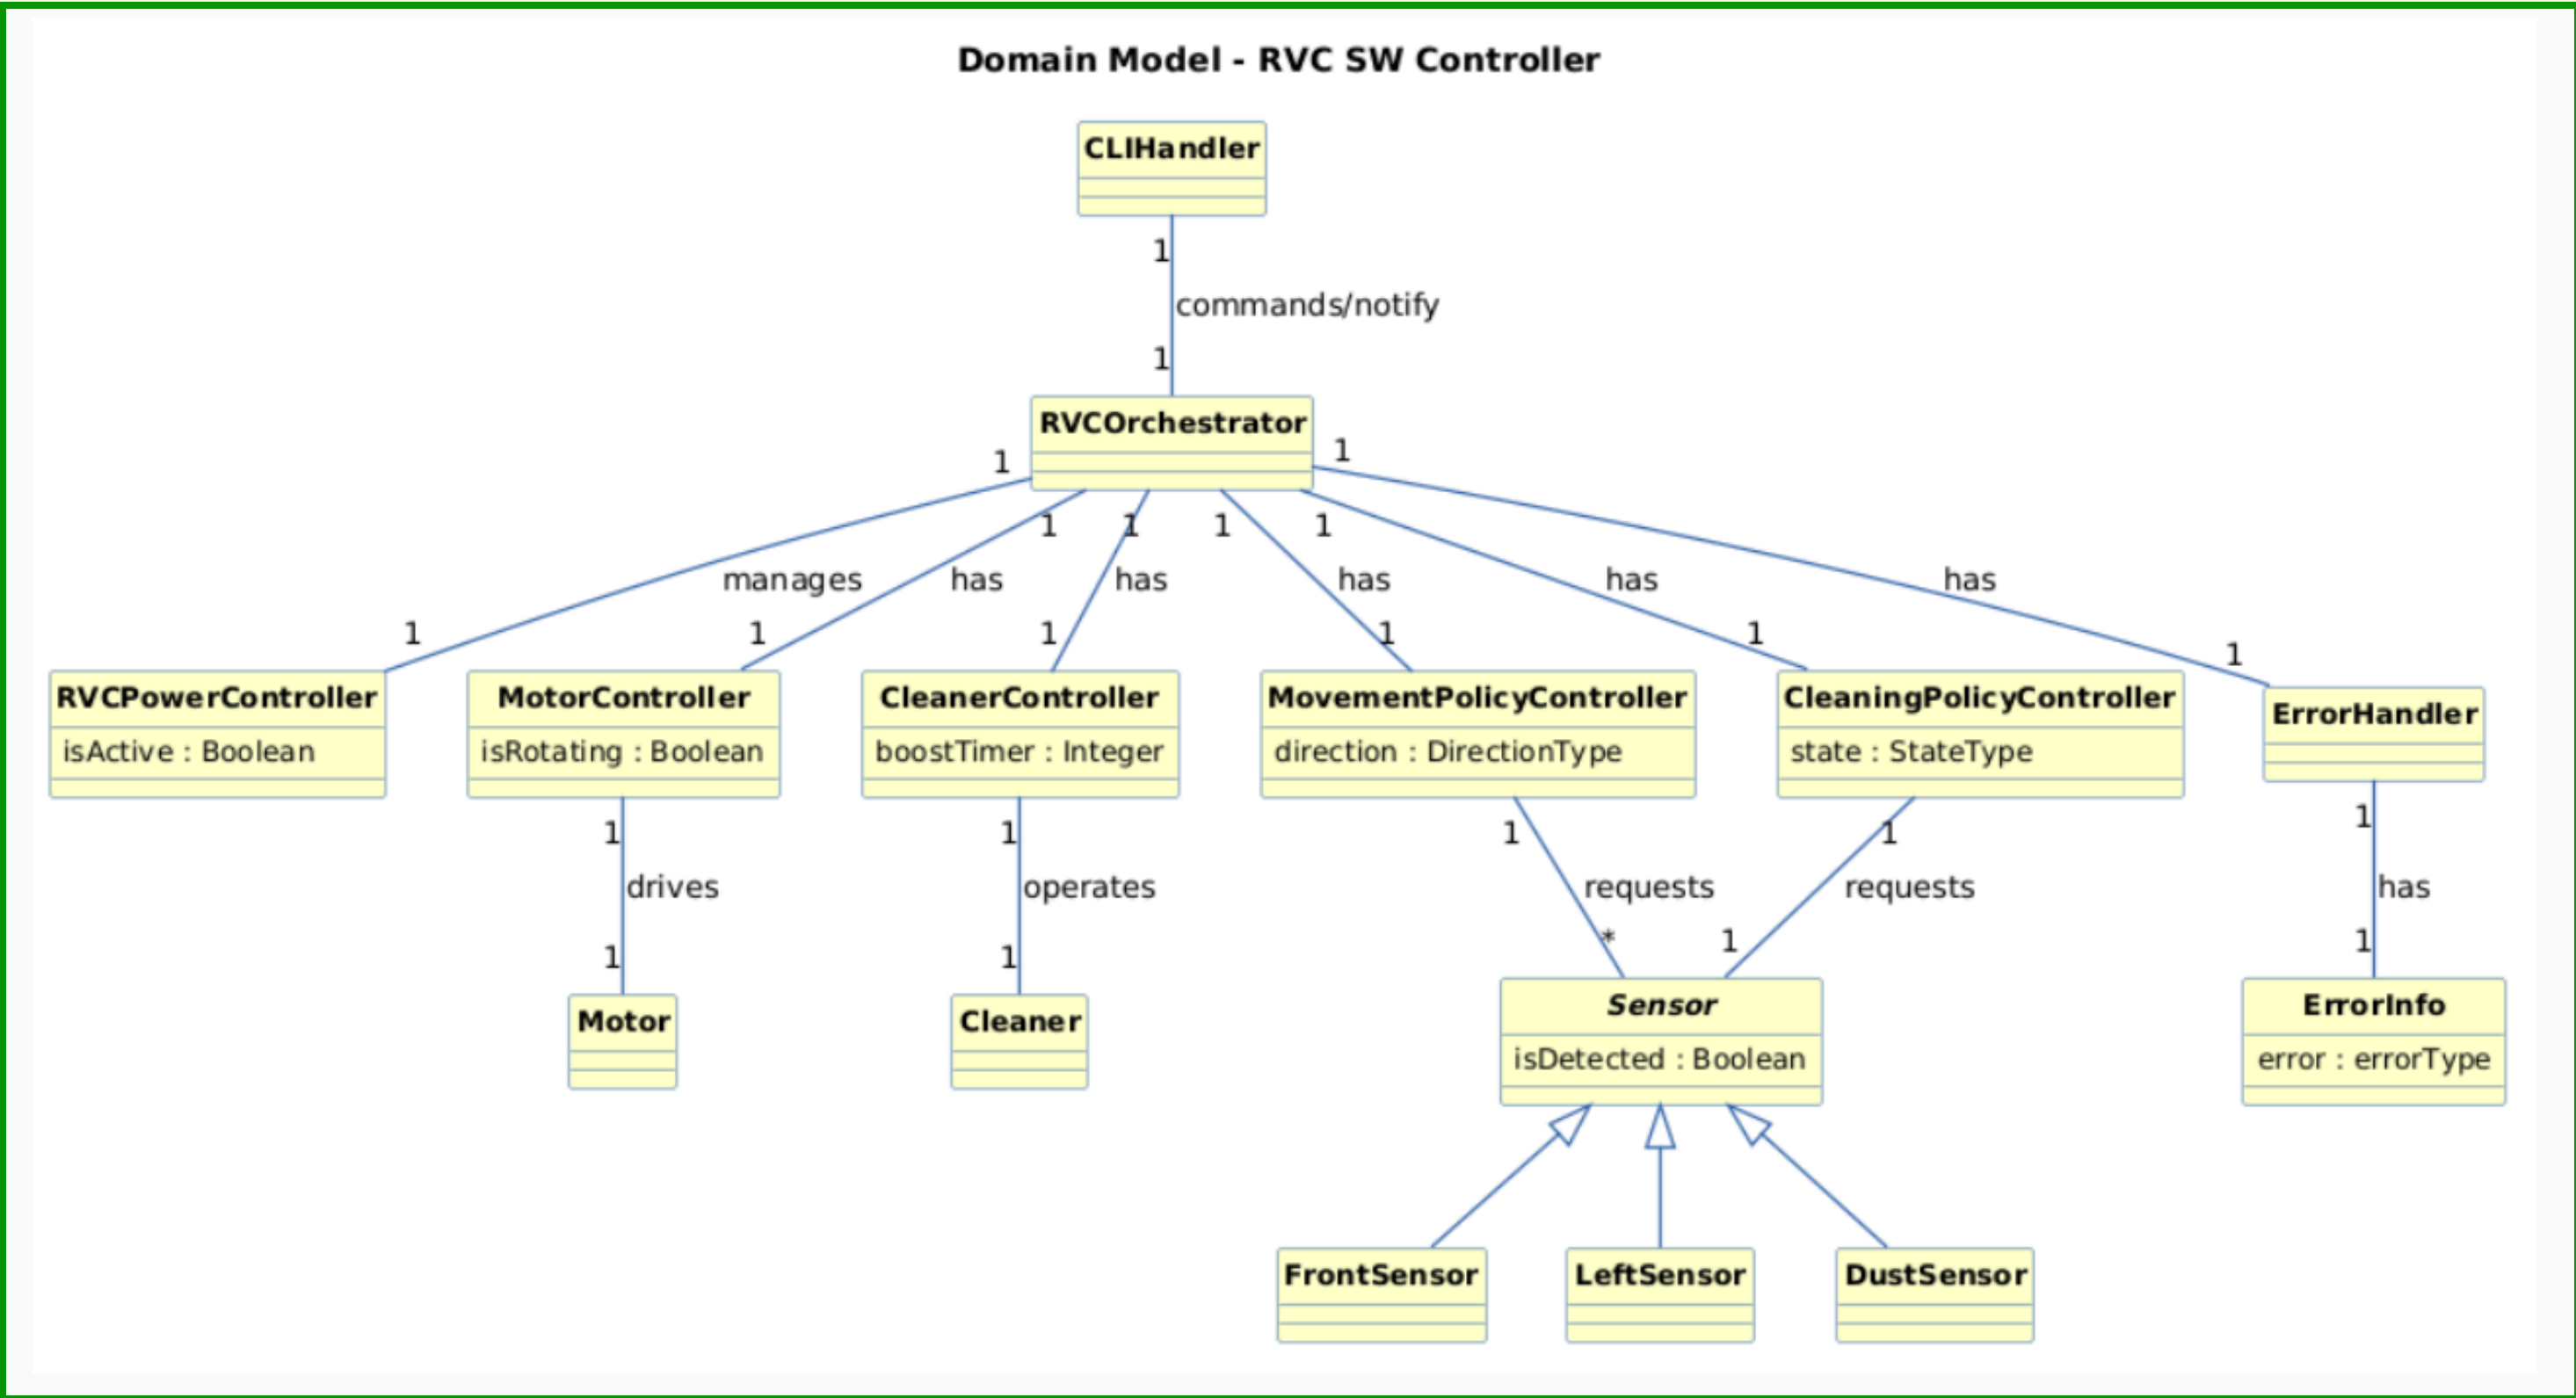 Domain Model - RVC SW Controller
CLIHandler
1
commands/notify
1
RVCOrchestrator
1
1
1
1
1
1
manages
has
has
has
has
has
1
1
1
1
1
1
RVCPowerController
isActive : Boolean
MotorController
isRotating : Boolean
CleanerController
boostTimer : Integer
MovementPolicyController
direction : DirectionType
CleaningPolicyController
state : StateType
ErrorHandler
1
1
1
1
1
drives
operates
requests
requests
has
1
1
*
1
1
Motor
Cleaner
Sensor
isDetected : Boolean
ErrorInfo
error : errorType
FrontSensor
LeftSensor
DustSensor